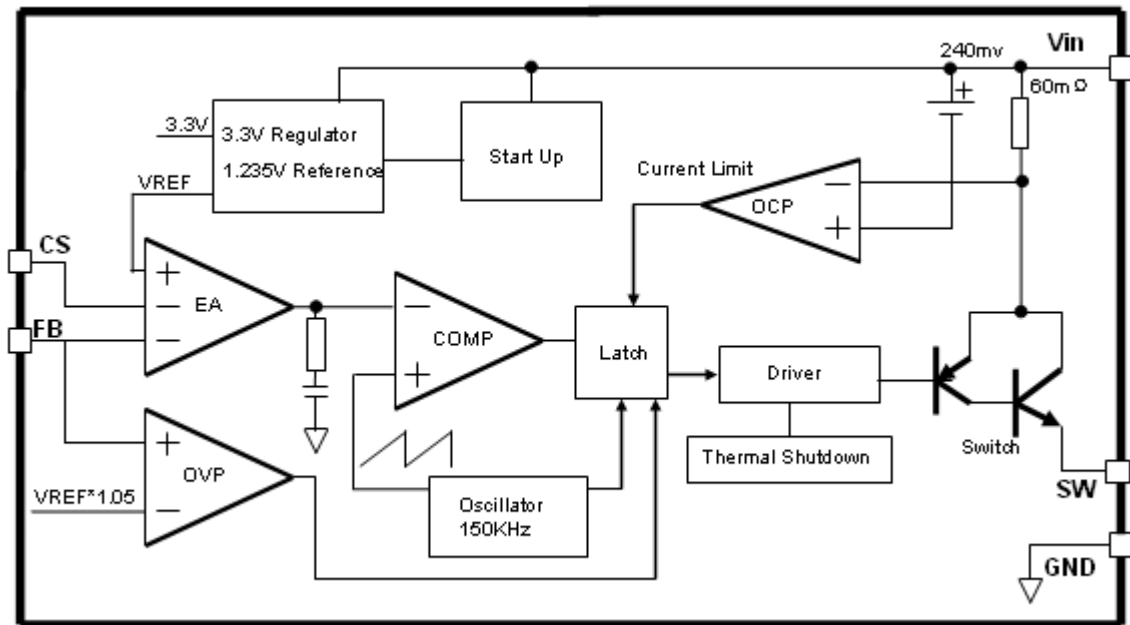 240mv
Vin
60mΩ
3.3V
3.3V Regulator
1.235V Reference
Start Up
VREF
Current Limit
OCP
−
+
+
CS
FB
+
−
−
EA
−
+
COMP
Latch
Driver
Thermal Shutdown
Switch
SW
GND
+
−
OVP
VREF*1.05
Oscillator
150KHz